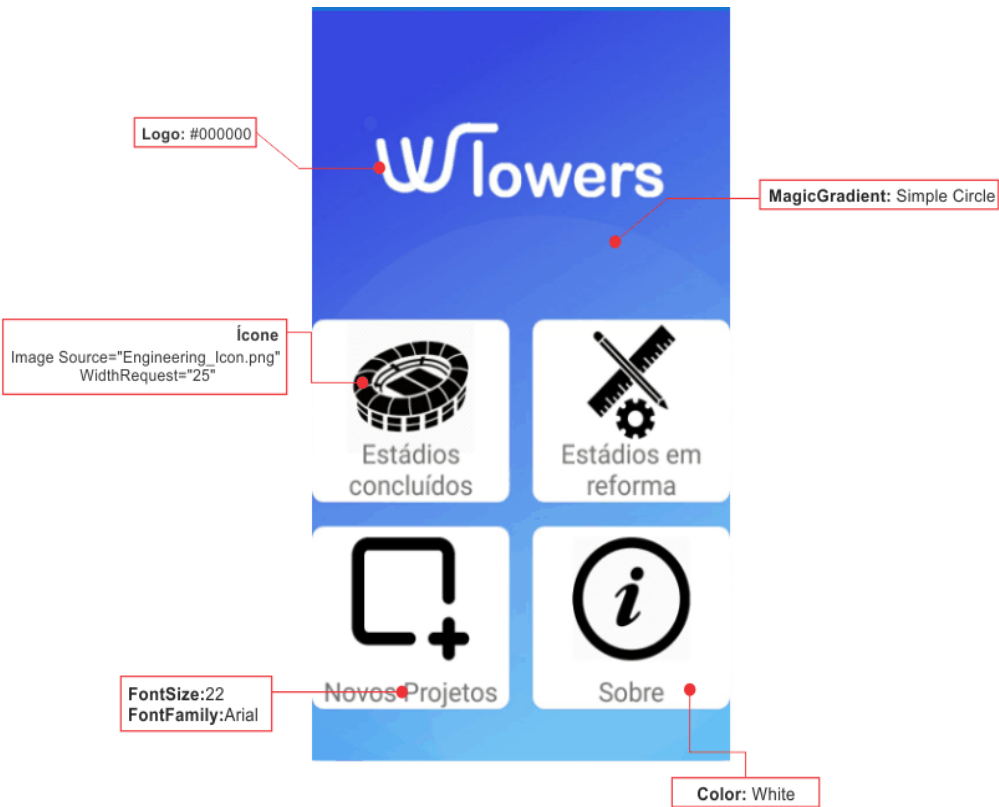 Logo: #000000
Wlowers
MagicGradient: Simple Circle
Ícone
Image Source="Engineering_Icon.png"
WidthRequest="25"
Estádios
concluídos
Estádios em
reforma
Novos Projetos
Sobre
FontSize:22
FontFamily:Arial
Color: White